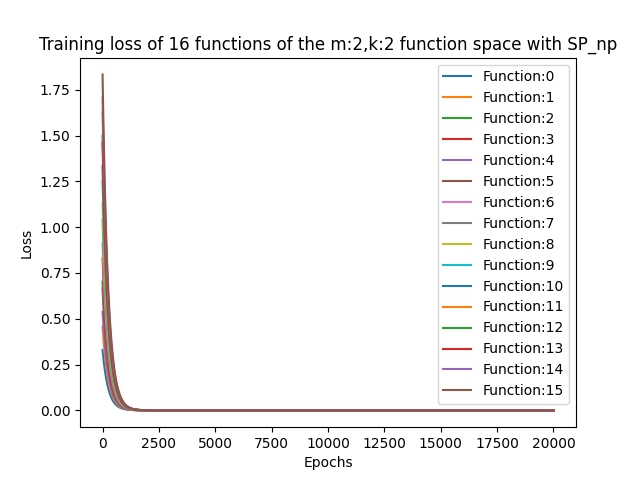 Training loss of 16 functions of the m:2,k:2 function space with SP_np
1.75
1.50
1.25
1.00
0.75
0.50
0.25
0.00
Loss
0 2500 5000 7500 10000 12500 15000 17500 20000
Epochs
Function:0
Function:1
Function:2
Function:3
Function:4
Function:5
Function:6
Function:7
Function:8
Function:9
Function:10
Function:11
Function:12
Function:13
Function:14
Function:15